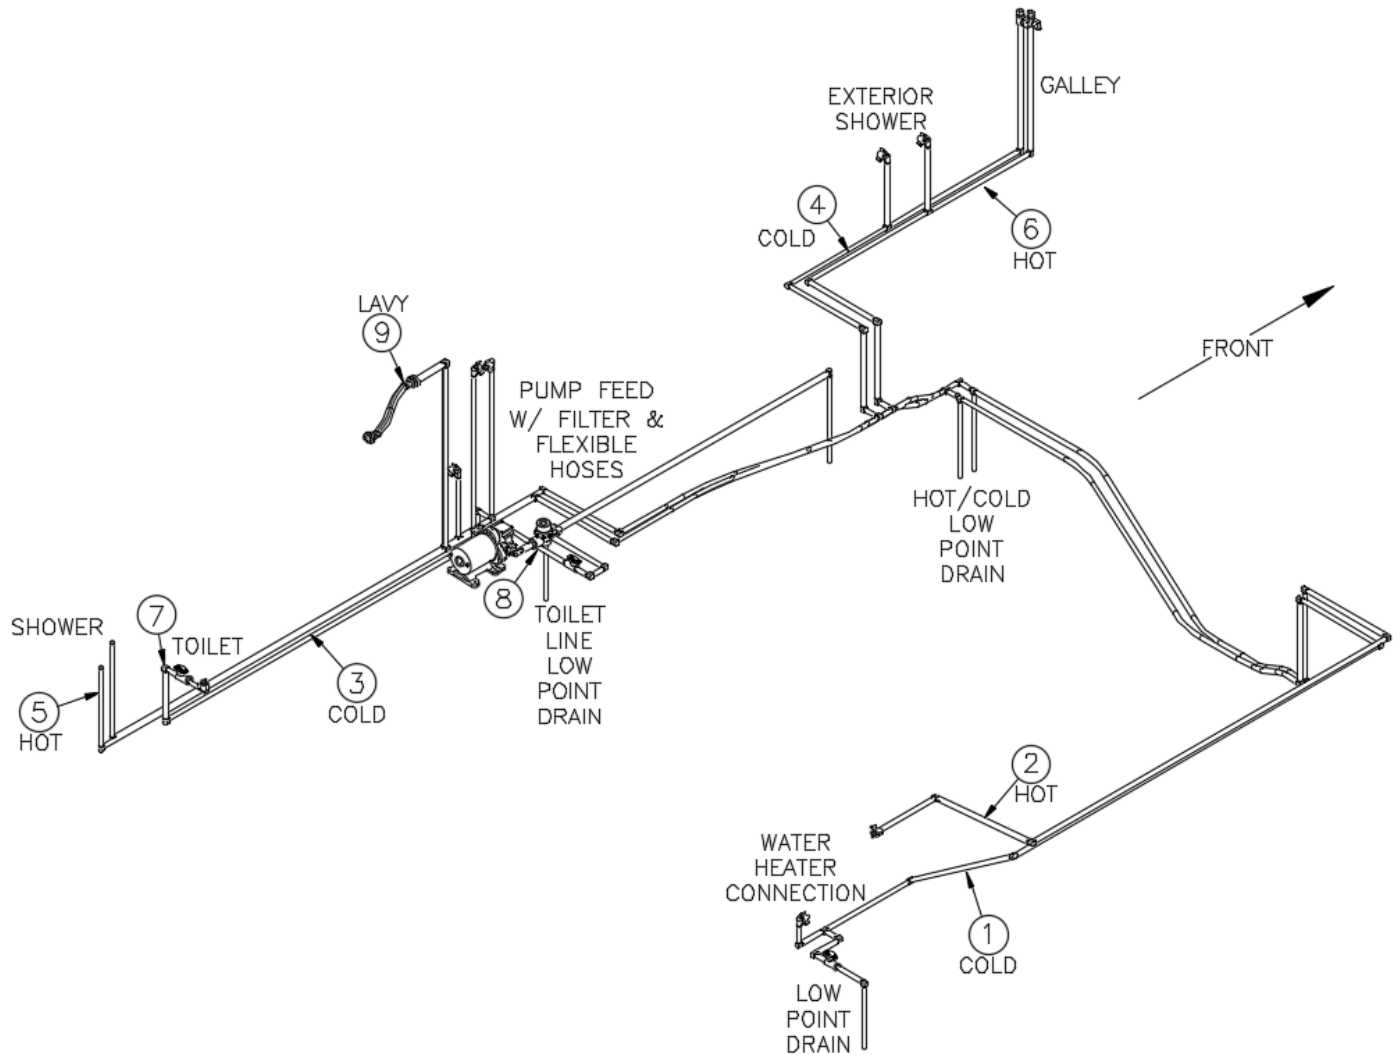 GALLEY
EXTERIOR
SHOWER
4
COLD
6
HOT
LAVY
9
FRONT
PUMP FEED
W/ FILTER &
FLEXIBLE
HOSES
HOT/COLD
LOW
POINT
DRAIN
8
TOILET
LINE
LOW
POINT
DRAIN
SHOWER
7
TOILET
5
HOT
3
COLD
2
HOT
WATER
HEATER
CONNECTION
1
COLD
LOW
POINT
DRAIN